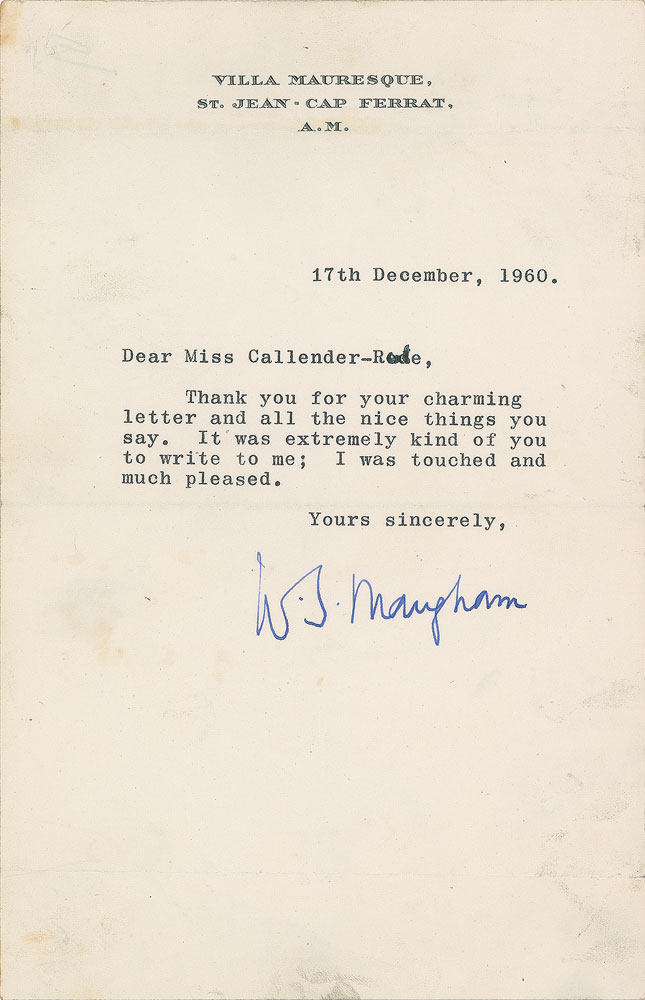 VILLA MAURESQUE,
ST. JEAN - CAP FERRAT,
A.M.
17th December, 1960.
Dear Miss Callender-Rode,
Thank you for your charming
letter and all the nice things you
say. It was extremely kind of you
to write to me; I was touched and
much pleased.
Yours sincerely,
W.S. Maugham